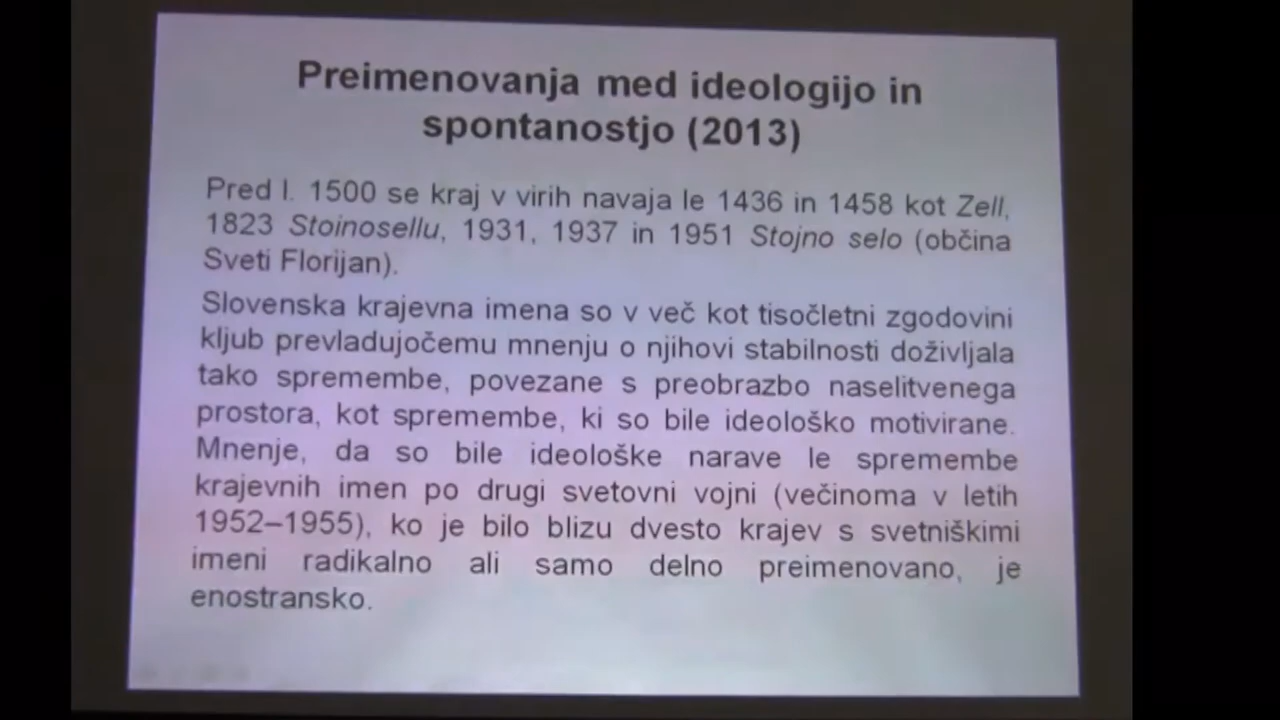 Preimenovanja med ideologijo in
spontanostjo (2013)
Pred l. 1500 se kraj v virih navaja le 1436 in 1458 kot Zell,
1823 Stoinosellu, 1931, 1937 in 1951 Stojno selo (občina
Sveti Florijan).
Slovenska krajevna imena so v več kot tisočletni zgodovini
kljub prevladujočemu mnenju o njihovi stabilnosti doživljala
tako spremembe, povezane s preobrazbo naselitvenega
prostora, kot spremembe, ki so bile ideološko motivirane.
Mnenje, da so bile ideološke narave le spremembe
krajevnih imen po drugi svetovni vojni (večinoma v letih
1952–1955), ko je bilo blizu dvesto krajev s svetniškimi
imeni radikalno ali samo delno preimenovano, je
enostransko.